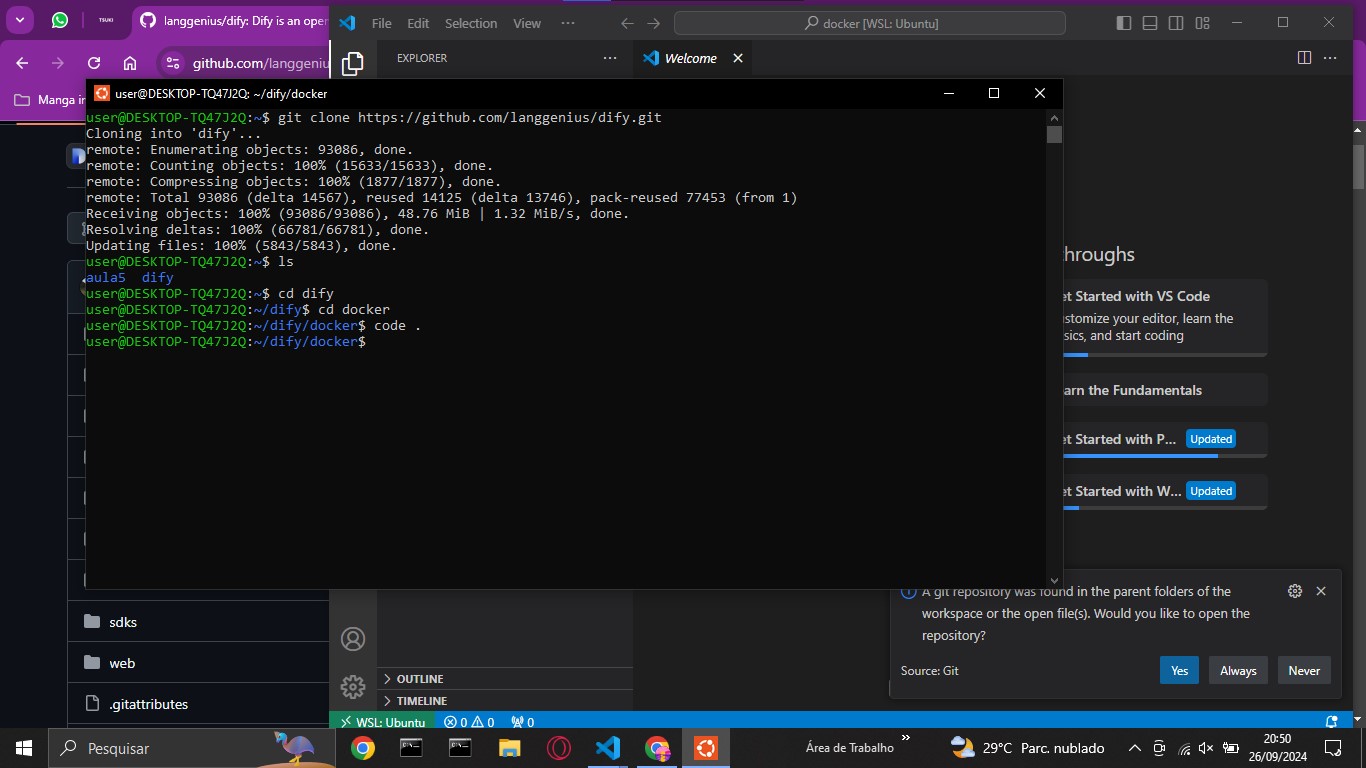 TSUKI
langgenius/dify: Dify is an open
File Edit Selection View ···
docker [WSL: Ubuntu]
github.com/langgeniu
EXPLORER ···
Welcome
Manga in
user@DESKTOP-TQ47J2Q: ~/dify/docker
user@DESKTOP-TQ47J2Q:~$ git clone https://github.com/langgenius/dify.git
Cloning into 'dify'...
remote: Enumerating objects: 93086, done.
remote: Counting objects: 100% (15633/15633), done.
remote: Compressing objects: 100% (1877/1877), done.
remote: Total 93086 (delta 14567), reused 14125 (delta 13746), pack-reused 77453 (from 1)
Receiving objects: 100% (93086/93086), 48.76 MiB | 1.32 MiB/s, done.
Resolving deltas: 100% (66781/66781), done.
Updating files: 100% (5843/5843), done.
user@DESKTOP-TQ47J2Q:~$ ls
aula5 dify
user@DESKTOP-TQ47J2Q:~$ cd dify
user@DESKTOP-TQ47J2Q:~/dify$ cd docker
user@DESKTOP-TQ47J2Q:~/dify/docker$ code .
user@DESKTOP-TQ47J2Q:~/dify/docker$
hroughs
et Started with VS Code
stomize your editor, learn the
sics, and start coding
arn the Fundamentals
et Started with P... Updated
et Started with W... Updated
A git repository was found in the parent folders of the
workspace or the open file(s). Would you like to open the
repository?
Source: Git
Yes Always Never
sdks
web
.gitattributes
OUTLINE
TIMELINE
WSL: Ubuntu 0 0 0
Pesquisar
Área de Trabalho
29°C Parc. nublado
20:50
26/09/2024